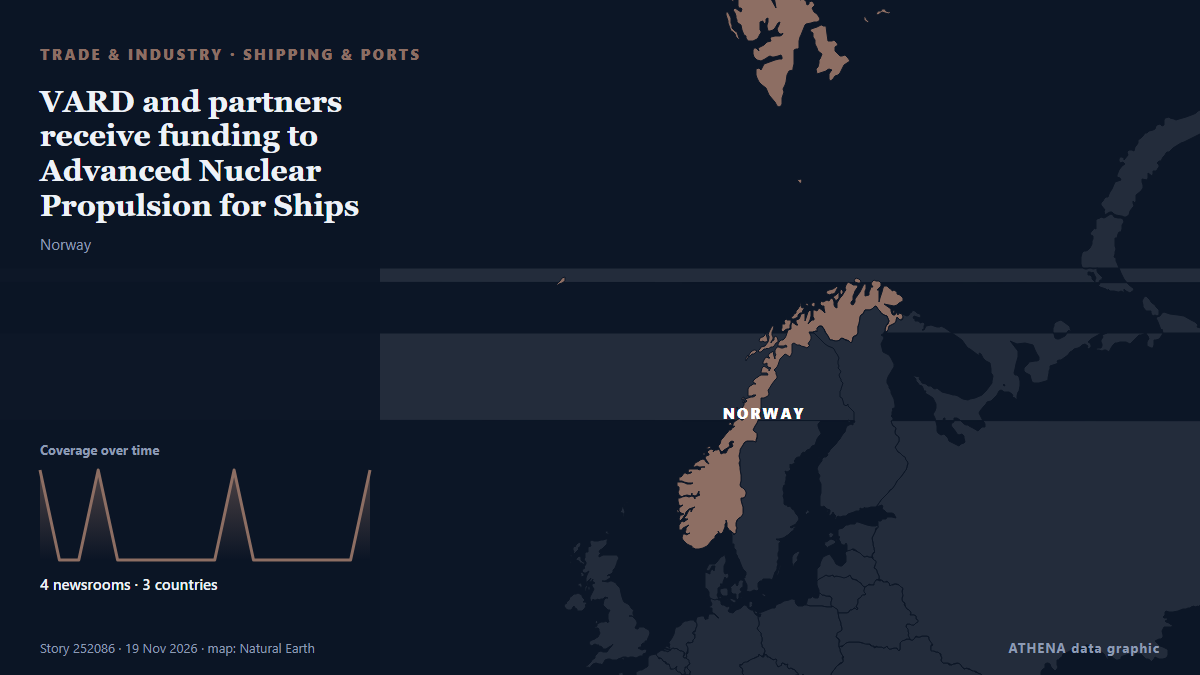 TRADE & INDUSTRY · SHIPPING & PORTS
VARD and partners
receive funding to
Advanced Nuclear
Propulsion for Ships
Norway
NORWAY
Coverage over time
4 newsrooms · 3 countries
Story 252086 · 19 Nov 2026 · map: Natural Earth
ATHENA data graphic